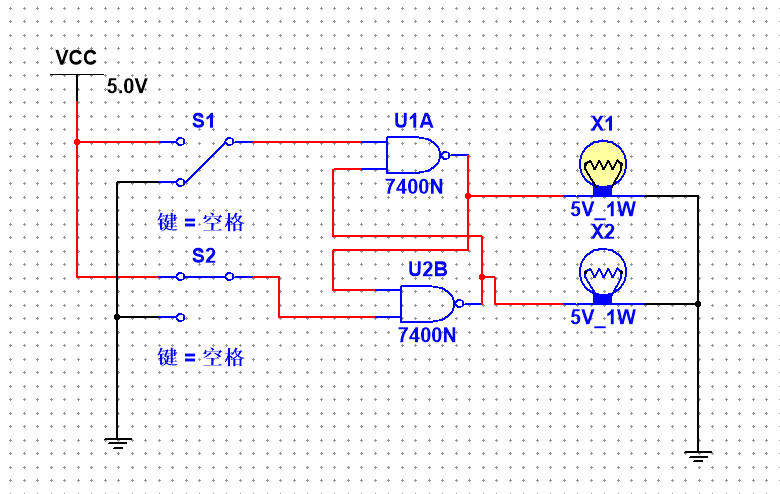 VCC
5.0V
S1
U1A
X1
7400N
5V_1W
键 = 空格
X2
S2
U2B
5V_1W
7400N
键 = 空格